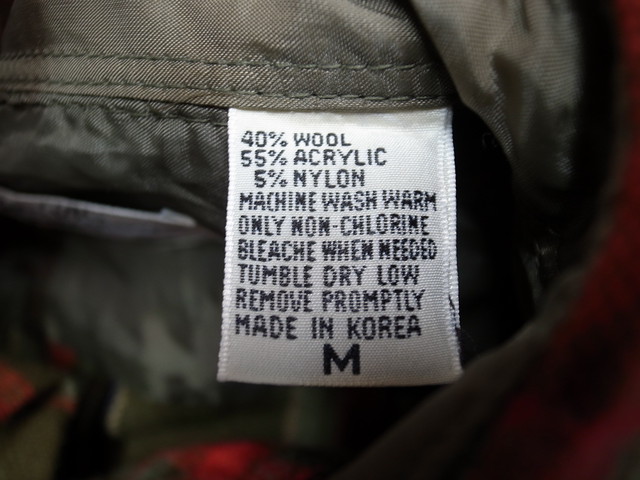 40% WOOL
55% ACRYLIC
5% NYLON
MACHINE WASH WARM
ONLY NON-CHLORINE
BLEACHE WHEN NEEDED
TUMBLE DRY LOW
REMOVE PROMPTLY
MADE IN KOREA
M